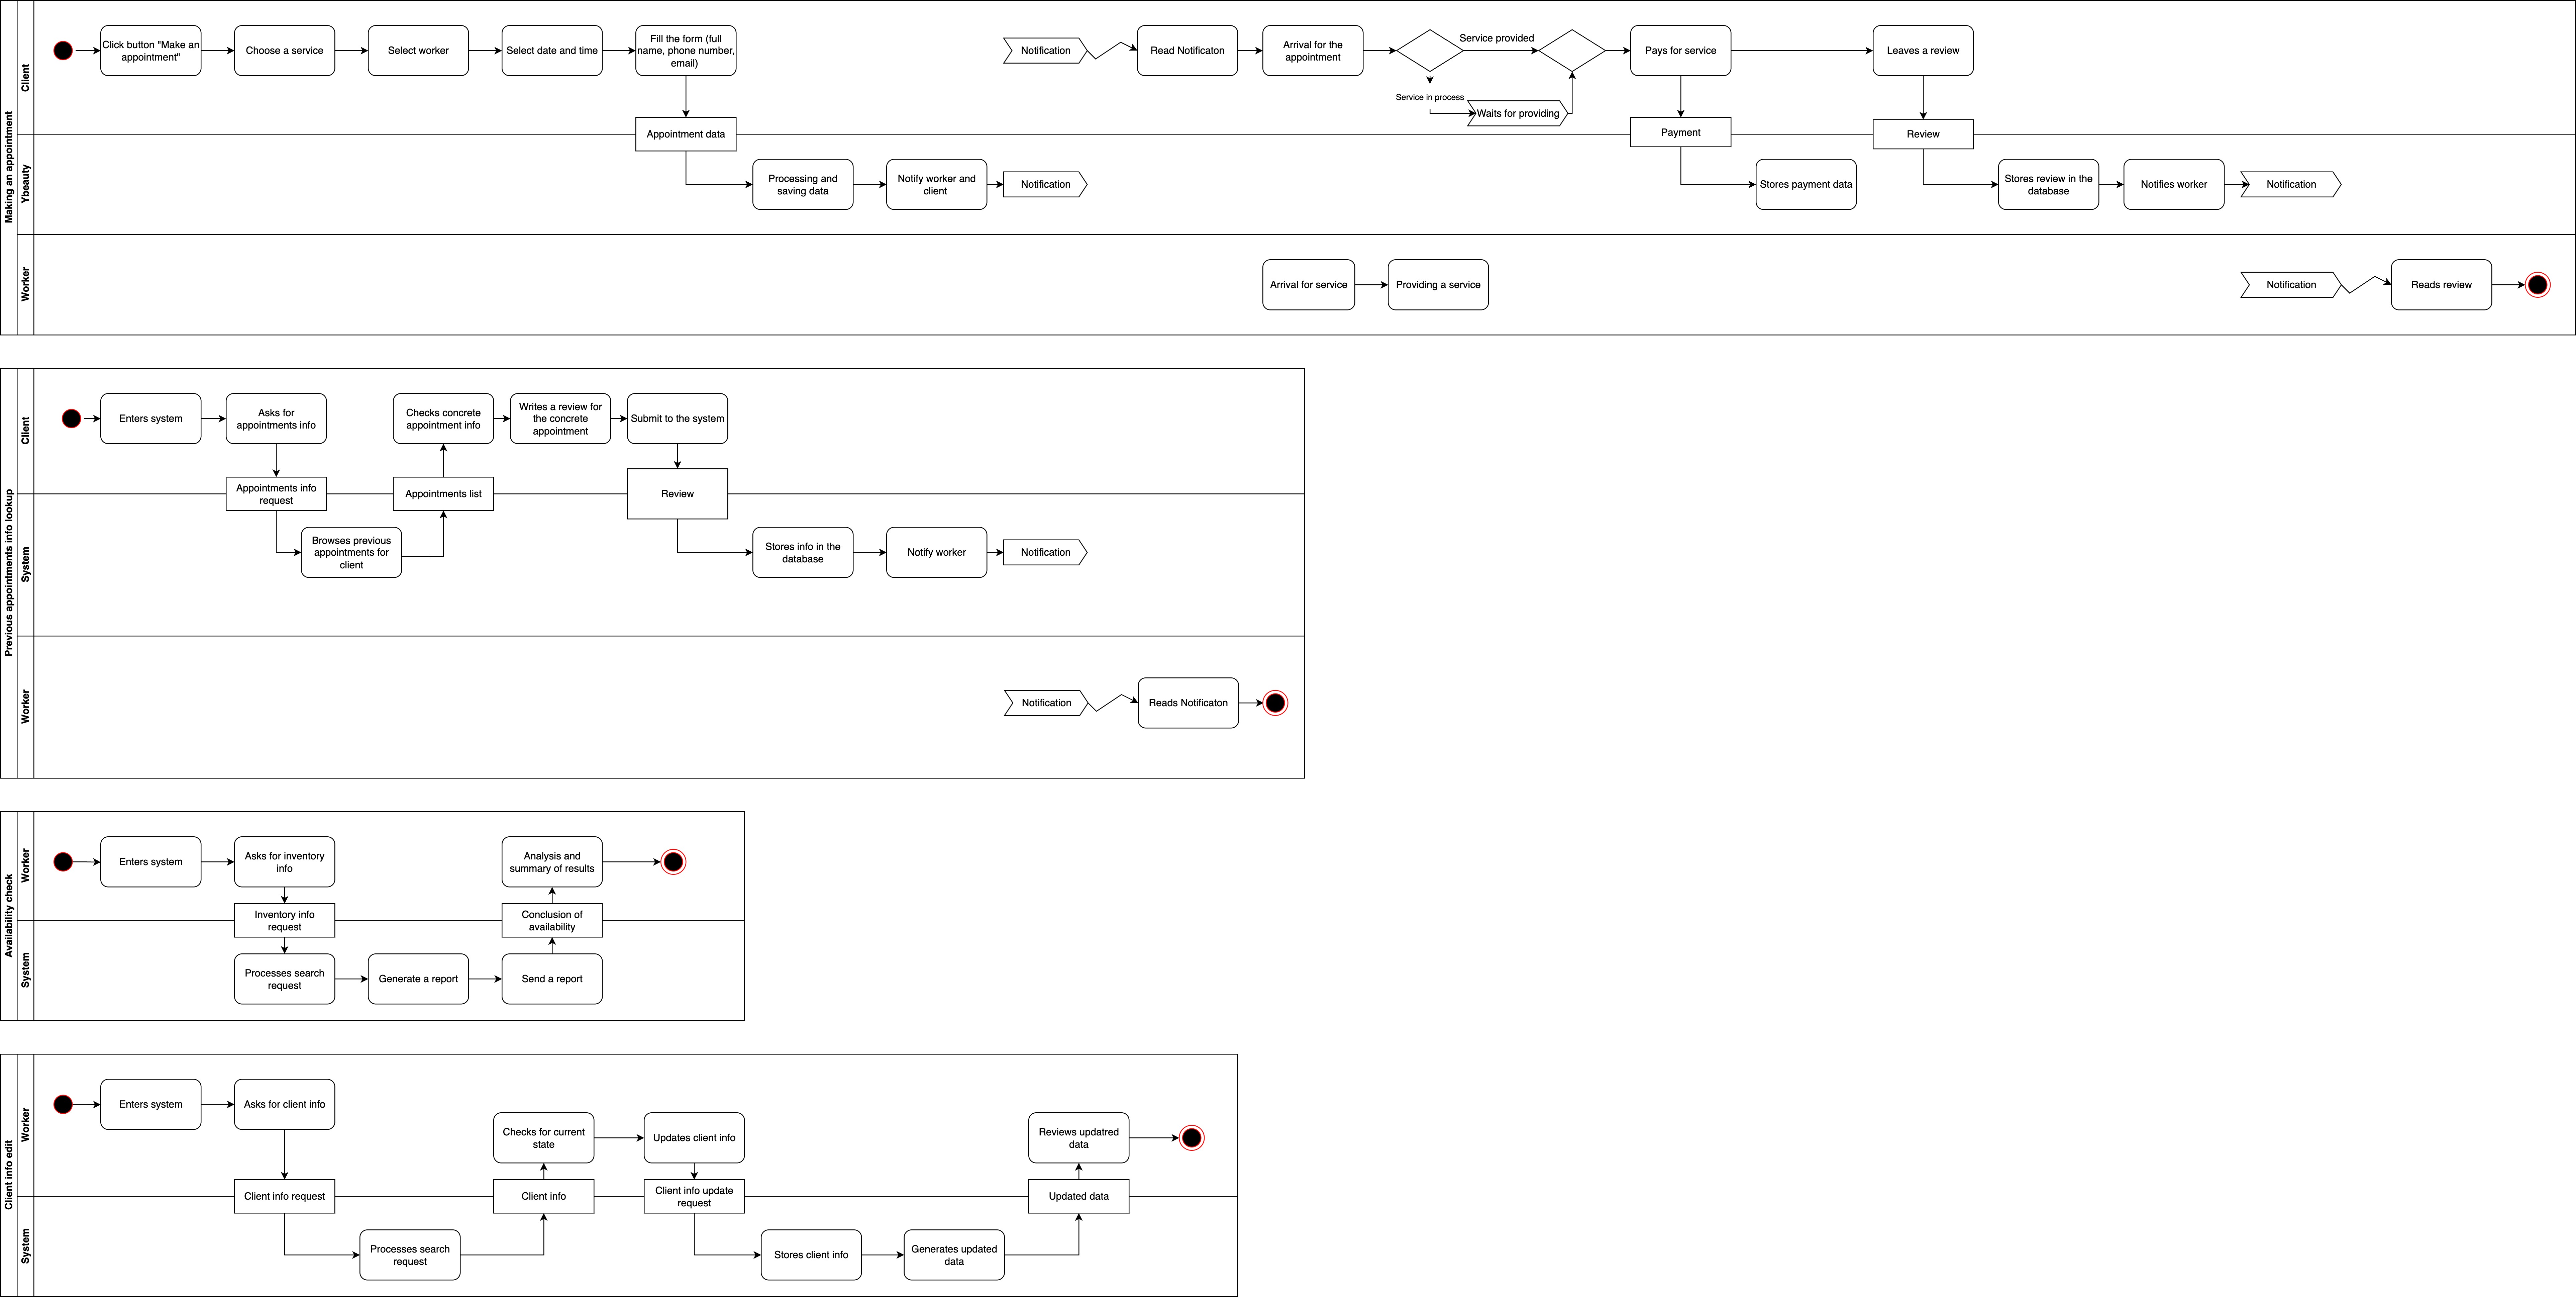 Making an appointment
Client
Click button "Make an
appointment"
Choose a service
Select worker
Select date and time
Fill the form (full
name, phone number,
email)
Notification
Read Notificaton
Arrival for the
appointment
Service provided
Service in process
Waits for providing
Pays for service
Leaves a review
Appointment data
Payment
Review
Ybeauty
Processing and
saving data
Notify worker and
client
Notification
Stores payment data
Stores review in the
database
Notifies worker
Notification
Worker
Arrival for service
Providing a service
Notification
Reads review
Previous appointments info lookup
Client
Enters system
Asks for
appointments info
Checks concrete
appointment info
Writes a review for
the concrete
appointment
Submit to the system
Appointments info
request
Appointments list
Review
System
Browses previous
appointments for
client
Stores info in the
database
Notify worker
Notification
Worker
Notification
Reads Notificaton
Availability check
Worker
Enters system
Asks for inventory
info
Analysis and
summary of results
Inventory info
request
Conclusion of
availability
System
Processes search
request
Generate a report
Send a report
Client info edit
Worker
Enters system
Asks for client info
Checks for current
state
Updates client info
Reviews updatred
data
Client info request
Client info
Client info update
request
Updated data
System
Processes search
request
Stores client info
Generates updated
data